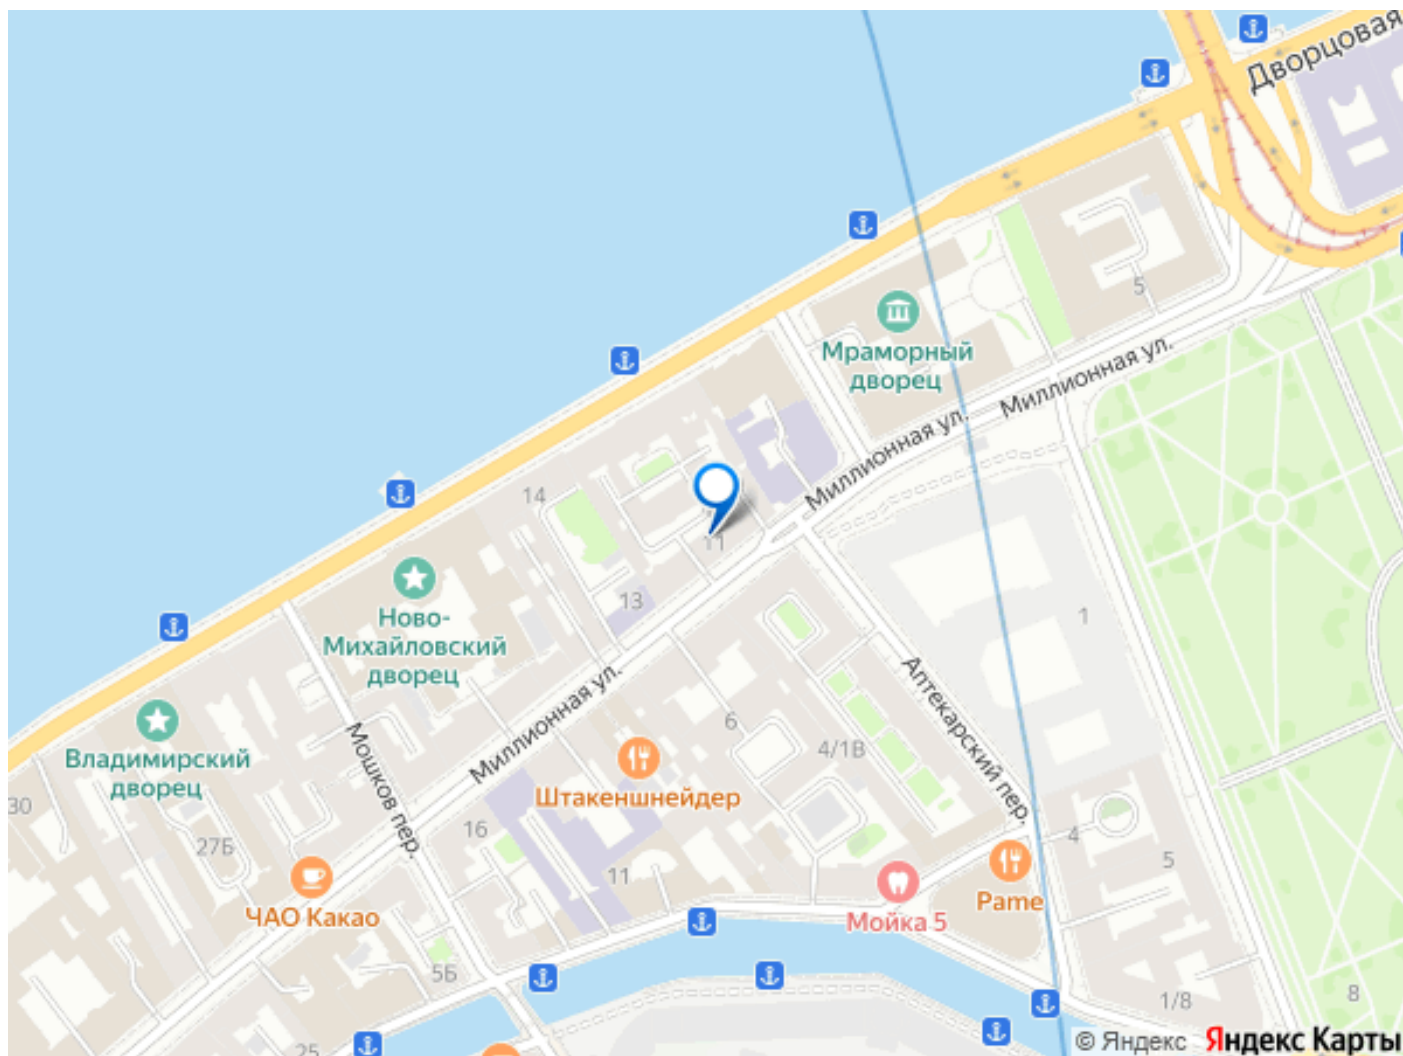 Дворцовая
5
Мраморный
дворец
Миллионная ул.
Миллионная ул.
14
11
13
Ново-
Михайловский
дворец
1
Аптекарский пер.
Миллионная ул.
6
4/1В
Владимирский
дворец
Мошков пер.
Штакеншнейдер
30
27Б
16
11
4
5
ЧАО Какао
Мойка 5
Pame
5Б
1/8
8
25
© Яндекс Яндекс Карты